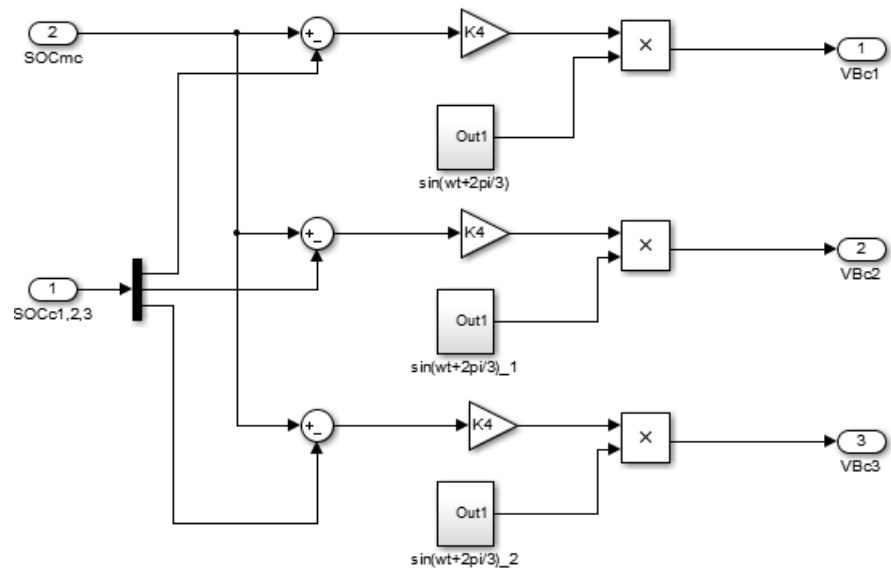 2
SOCmc
+
_
K4
×
1
VBc1
Out1
sin(wt+2pi/3)
+
_
K4
×
2
VBc2
1
SOCc1,2,3
Out1
sin(wt+2pi/3)_1
+
_
K4
×
3
VBc3
Out1
sin(wt+2pi/3)_2